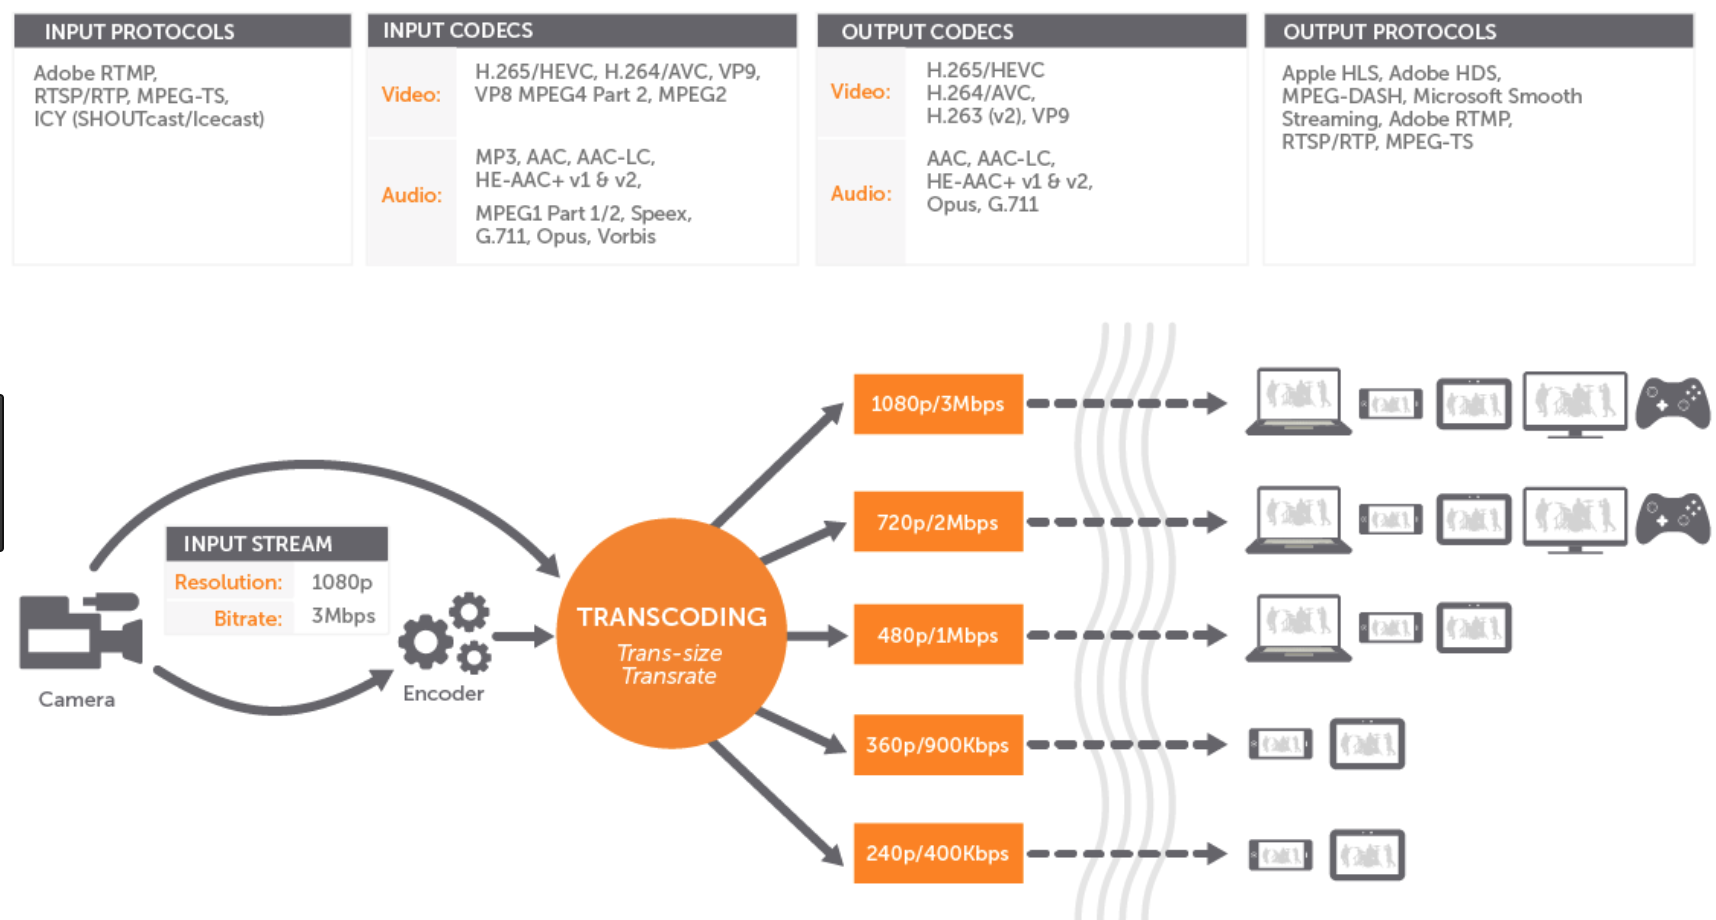 INPUT PROTOCOLS
Adobe RTMP,
RTSP/RTP, MPEG-TS,
ICY (SHOUTcast/Icecast)
INPUT CODECS
Video:
H.265/HEVC, H.264/AVC, VP9,
VP8 MPEG4 Part 2, MPEG2
Audio:
MP3, AAC, AAC-LC,
HE-AAC+ v1 & v2,
MPEG1 Part 1/2, Speex,
G.711, Opus, Vorbis
OUTPUT CODECS
Video:
H.265/HEVC
H.264/AVC,
H.263 (v2), VP9
Audio:
AAC, AAC-LC,
HE-AAC+ v1 & v2,
Opus, G.711
OUTPUT PROTOCOLS
Apple HLS, Adobe HDS,
MPEG-DASH, Microsoft Smooth
Streaming, Adobe RTMP,
RTSP/RTP, MPEG-TS
INPUT STREAM
Resolution: 1080p
Bitrate: 3Mbps
Camera
Encoder
TRANSCODING
Trans-size
Transrate
1080p/3Mbps
720p/2Mbps
480p/1Mbps
360p/900Kbps
240p/400Kbps